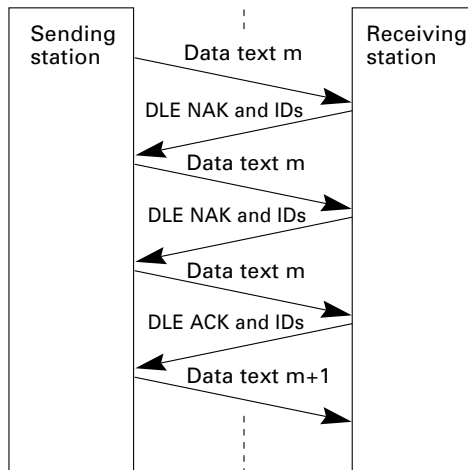 Sending
station
Receiving
station
Data text m
DLE NAK and IDs
Data text m
DLE NAK and IDs
Data text m
DLE ACK and IDs
Data text m+1